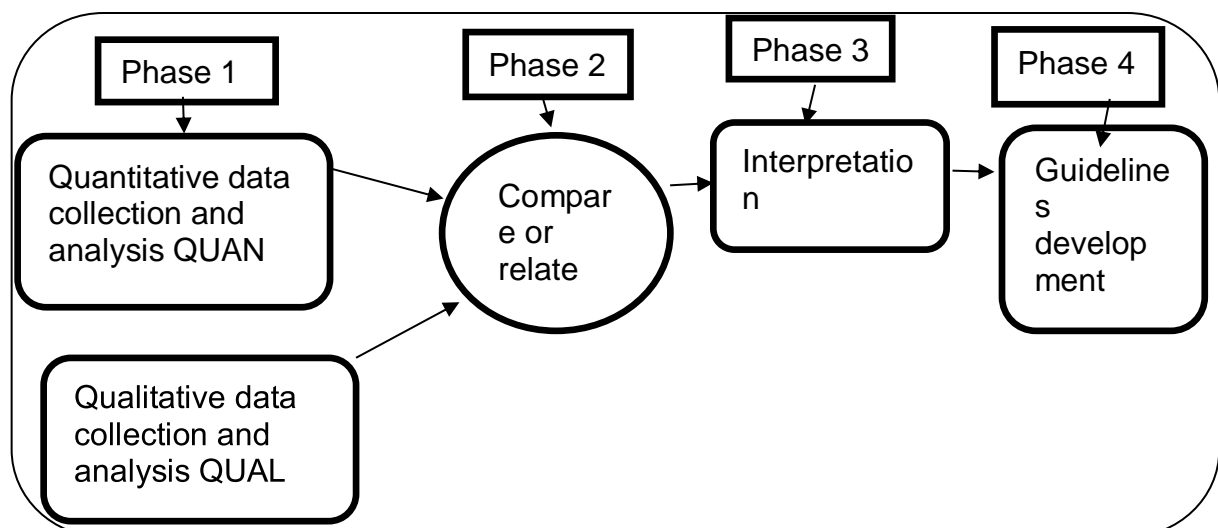 Phase 1
Phase 2
Phase 3
Phase 4
Quantitative data
collection and
analysis QUAN
Compar
e or
relate
Interpretatio
n
Guideline
s
develop
ment
Qualitative data
collection and
analysis QUAL